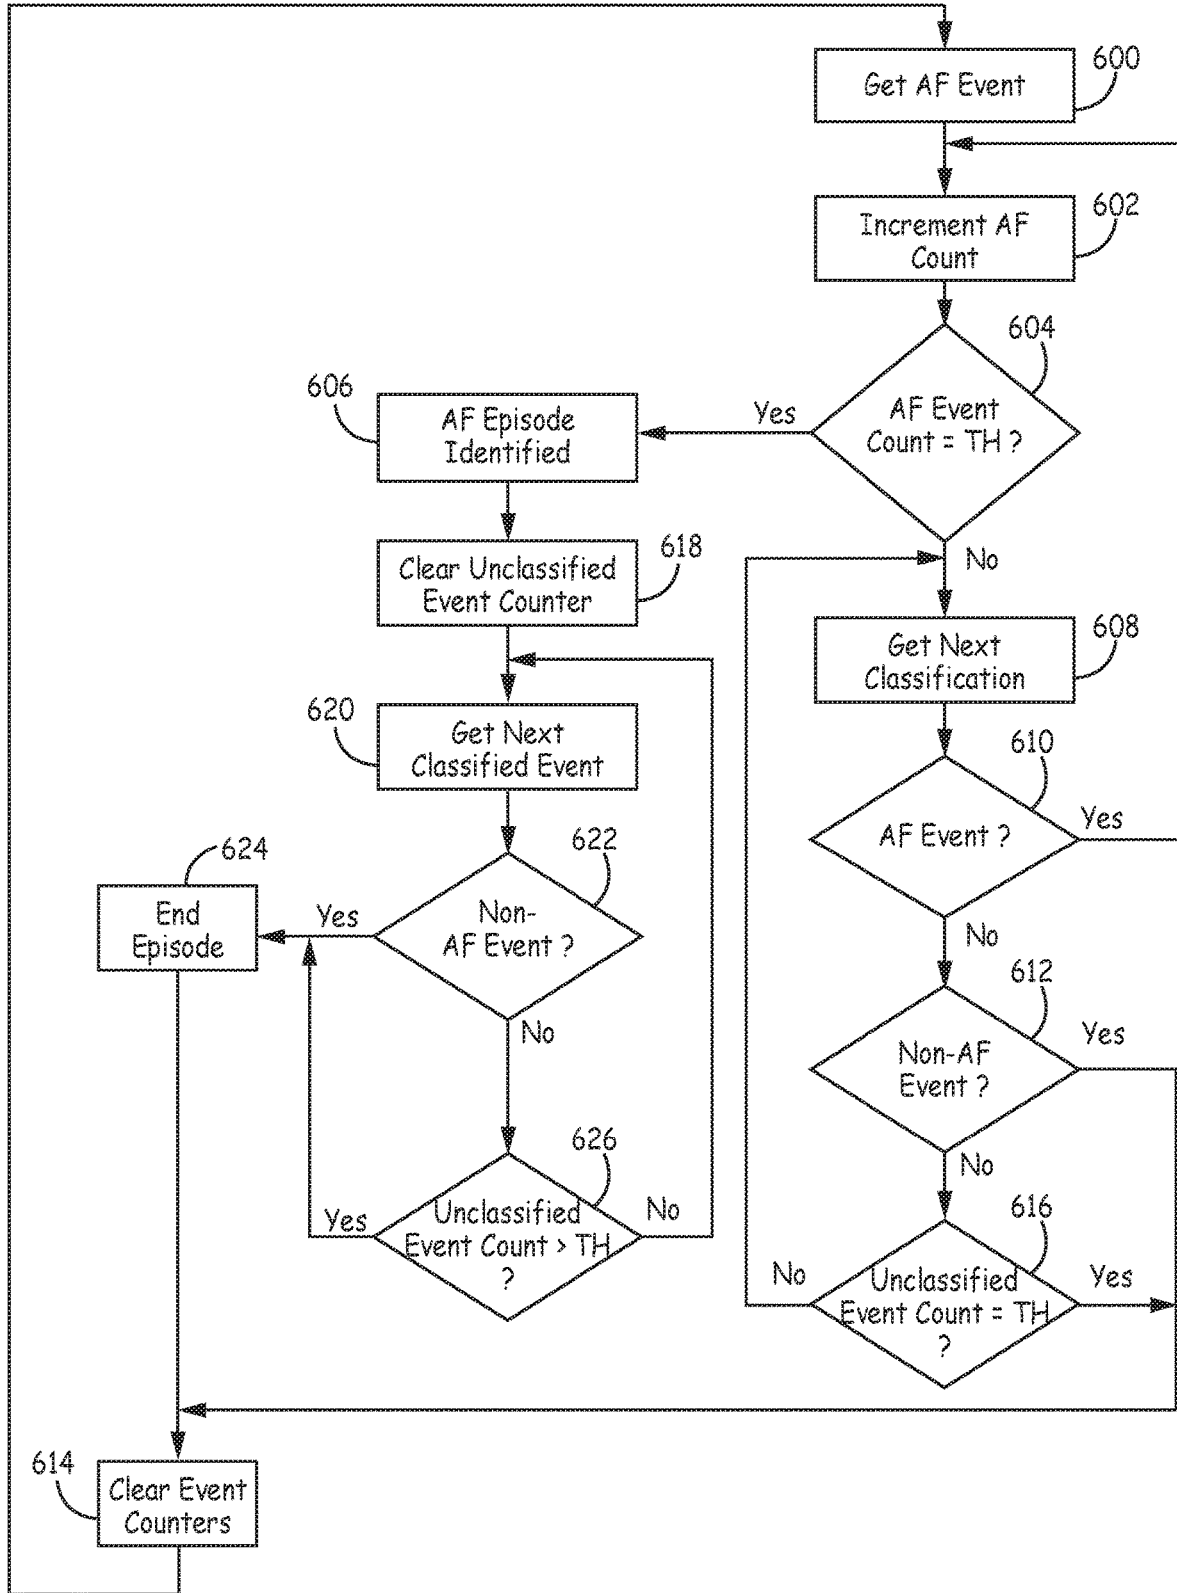 600
Get AF Event
602
Increment AF
Count
604
AF Event
Count = TH ?
Yes
606
AF Episode
Identified
No
618
Clear Unclassified
Event Counter
608
Get Next
Classification
620
Get Next
Classified Event
610
AF Event ?
Yes
No
622
Non-
AF Event ?
Yes
624
End
Episode
No
612
Non-AF
Event ?
Yes
No
626
Unclassified
Event Count > TH
?
Yes
No
616
Unclassified
Event Count = TH
?
No
Yes
614
Clear Event
Counters